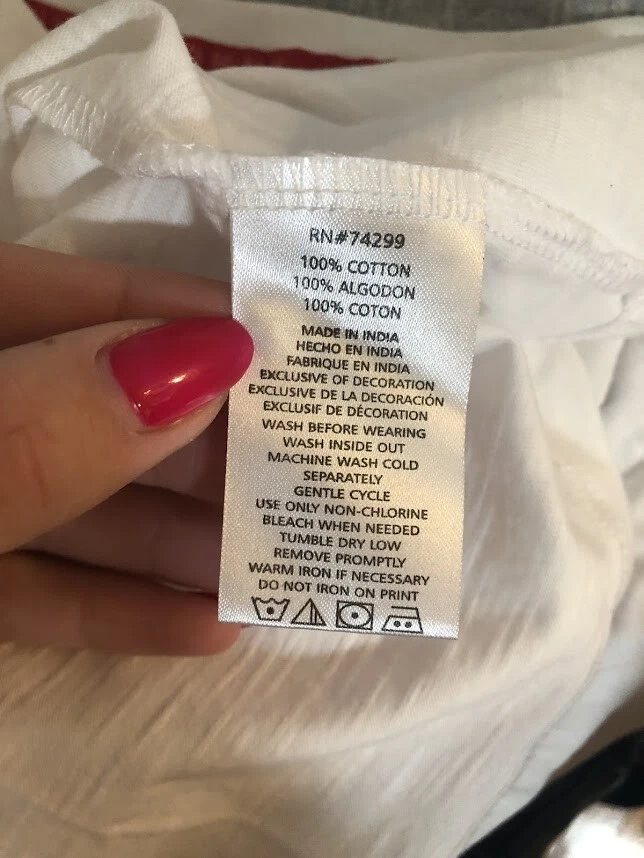 RN#74299
100% COTTON
100% ALGODON
100% COTON
MADE IN INDIA
HECHO EN INDIA
FABRIQUE EN INDIA
EXCLUSIVE OF DECORATION
EXCLUSIVE DE LA DECORACIÓN
EXCLUSIF DE DÉCORATION
WASH BEFORE WEARING
WASH INSIDE OUT
MACHINE WASH COLD
SEPARATELY
GENTLE CYCLE
USE ONLY NON-CHLORINE
BLEACH WHEN NEEDED
TUMBLE DRY LOW
REMOVE PROMPTLY
WARM IRON IF NECESSARY
DO NOT IRON ON PRINT